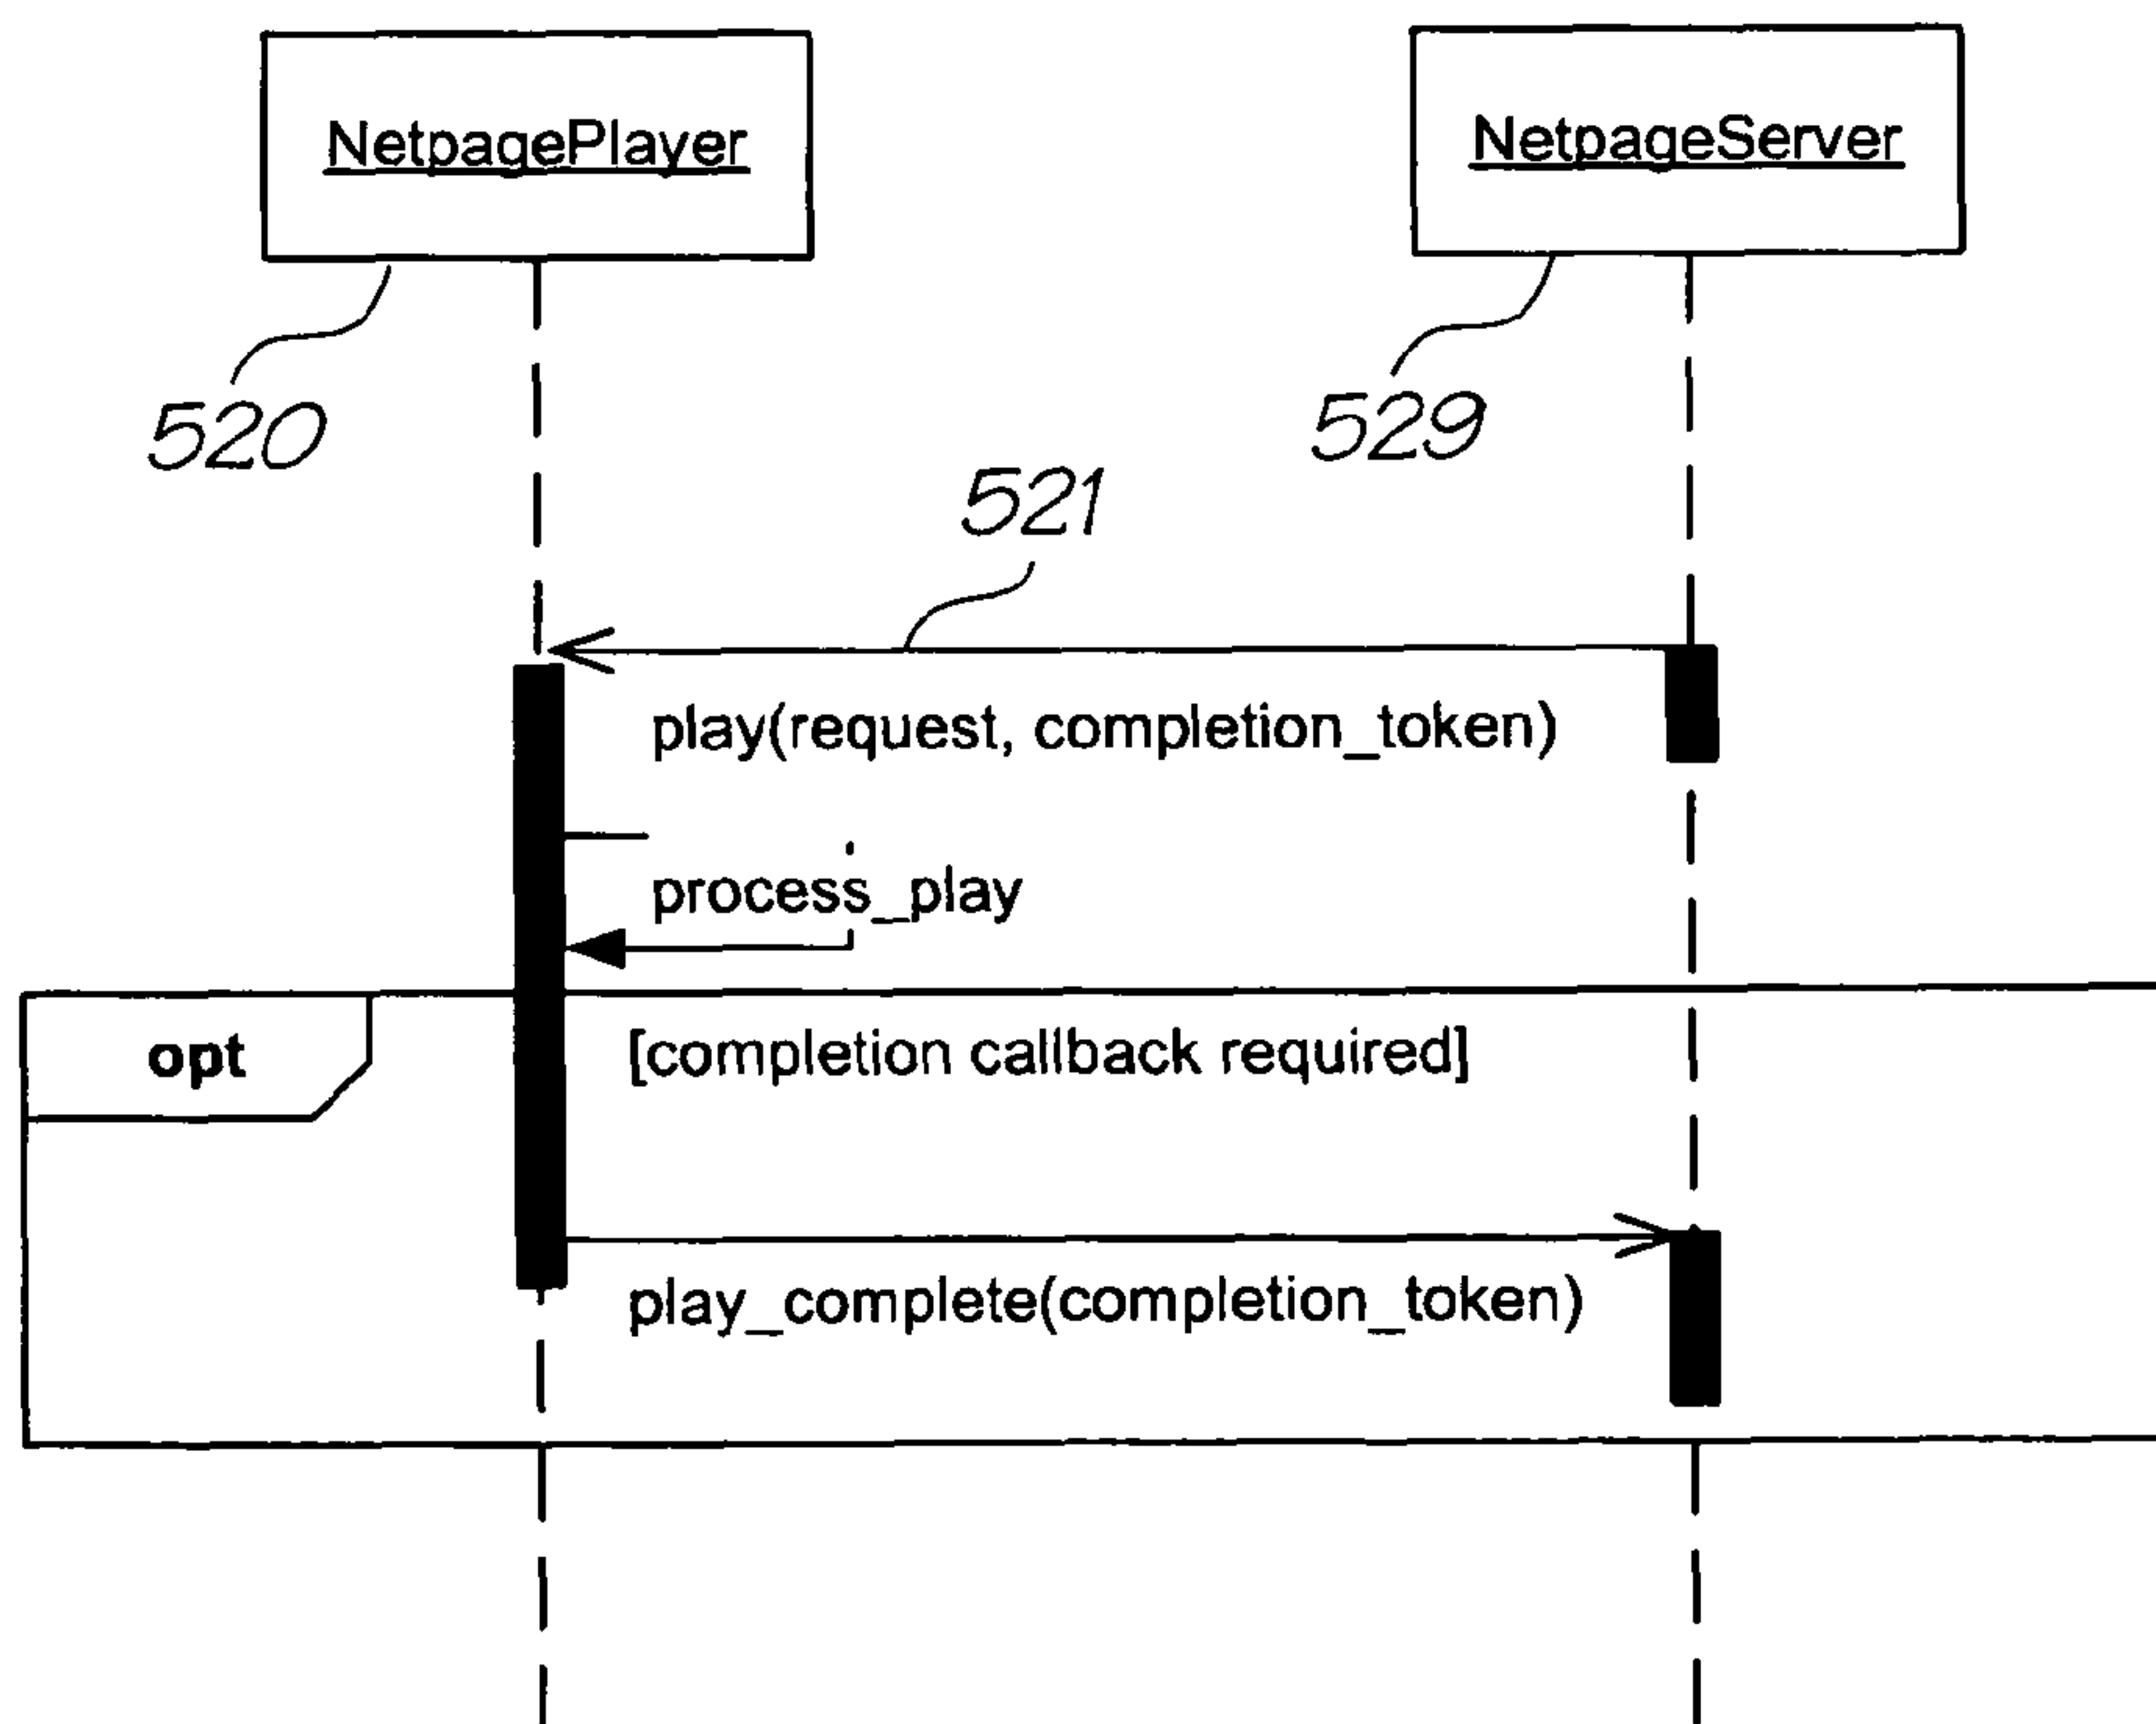 NetpagePlayer
NetpageServer
520
529
521
play(request, completion_token)
process_play
opt
[completion callback required]
play_complete(completion_token)